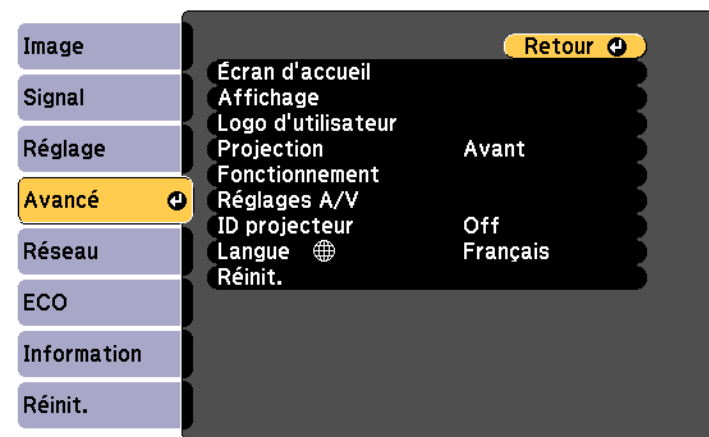 Image
Signal
Réglage
Avancé
Réseau
ECO
Information
Réinit.
Retour
Écran d'accueil
Affichage
Logo d'utilisateur
Projection Avant
Fonctionnement
Réglages A/V
ID projecteur Off
Langue Français
Réinit.